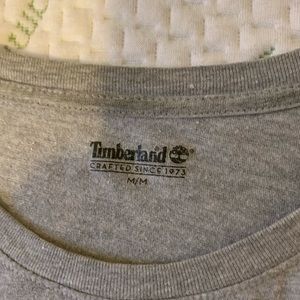 Timberland®
CRAFTED SINCE 1973
M/M